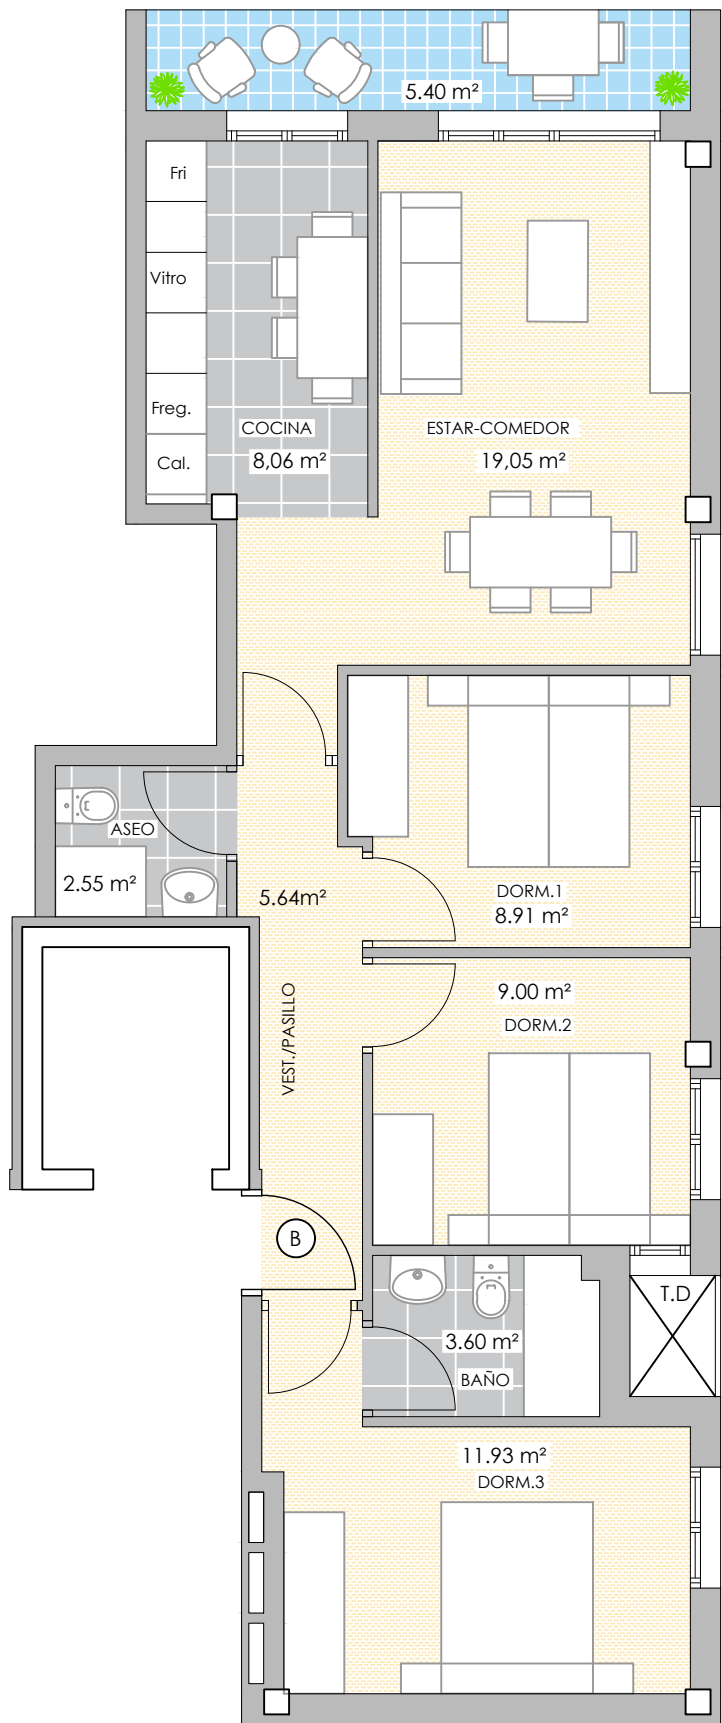 5.40 m²
Fri
Vitro
Freg.
Cal.
COCINA
8,06 m²
ESTAR-COMEDOR
19,05 m²
ASEO
2.55 m²
5.64m²
DORM.1
8.91 m²
VEST./PASILLO
9.00 m²
DORM.2
B
T.D
3.60 m²
BAÑO
11.93 m²
DORM.3